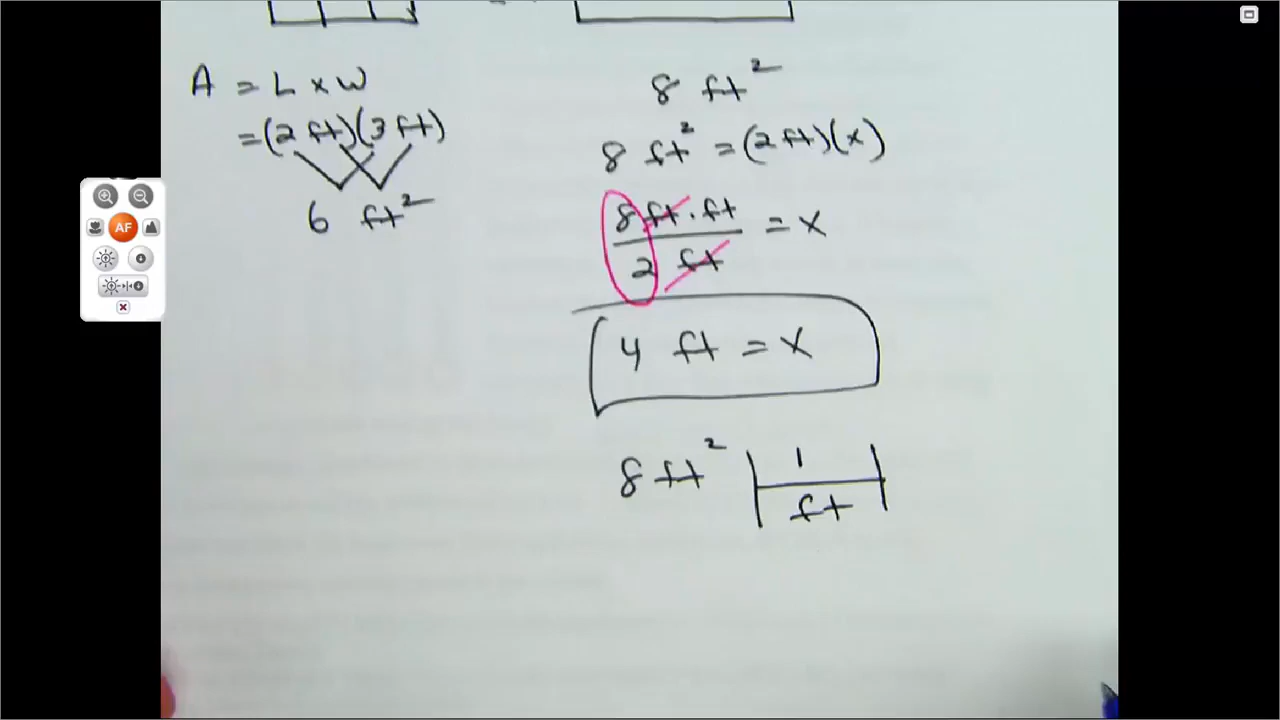 A = L x W
= (2 ft)(3 ft)
6 ft²
8 ft²
8 ft² = (2 ft)(x)
8 ft · ft
2 ft
= x
4 ft = x
8 ft² | 1 |
ft
AF